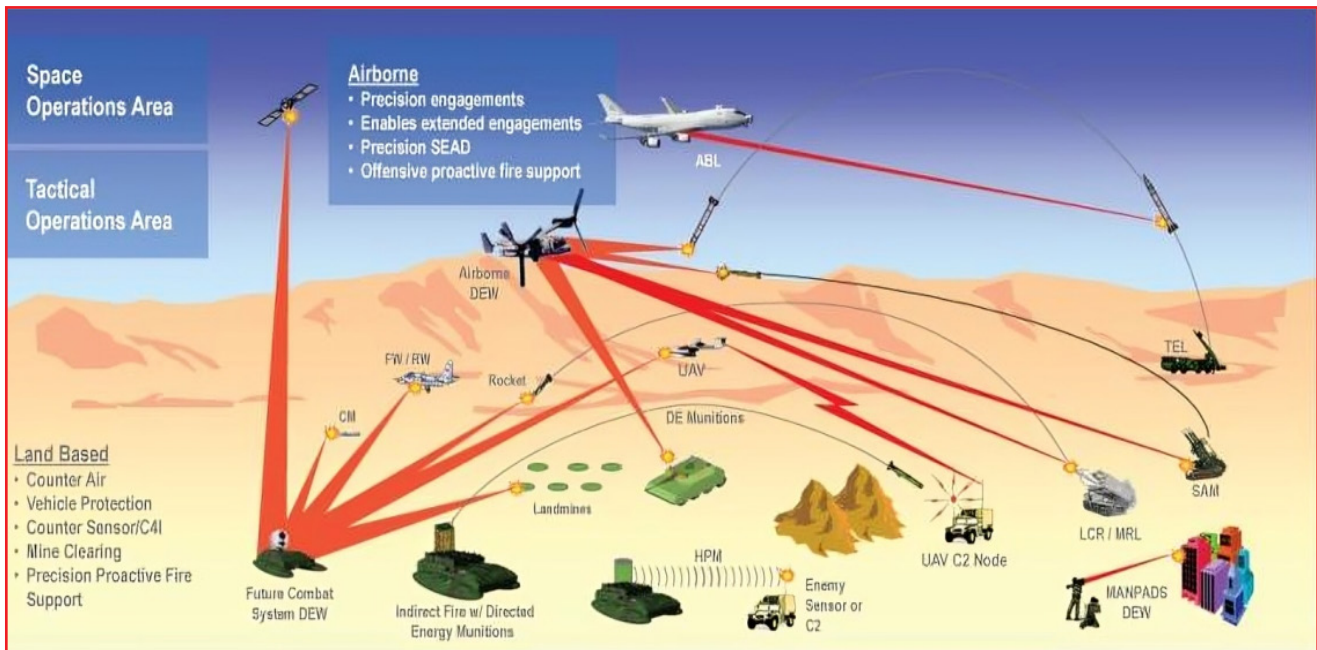 Space
Operations Area
Tactical
Operations Area
Airborne
• Precision engagements
• Enables extended engagements
• Precision SEAD
• Offensive proactive fire support
ABL
Airborne
DEW
TEL
FW / RW
Rocket
UAV
CM
DE Munitions
Land Based
• Counter Air
• Vehicle Protection
• Counter Sensor/C4I
• Mine Clearing
• Precision Proactive Fire
Support
Landmines
SAM
LCR / MRL
UAV C2 Node
HPM
Future Combat
System DEW
Indirect Fire w/ Directed
Energy Munitions
Enemy
Sensor or
C2
MANPADS
DEW